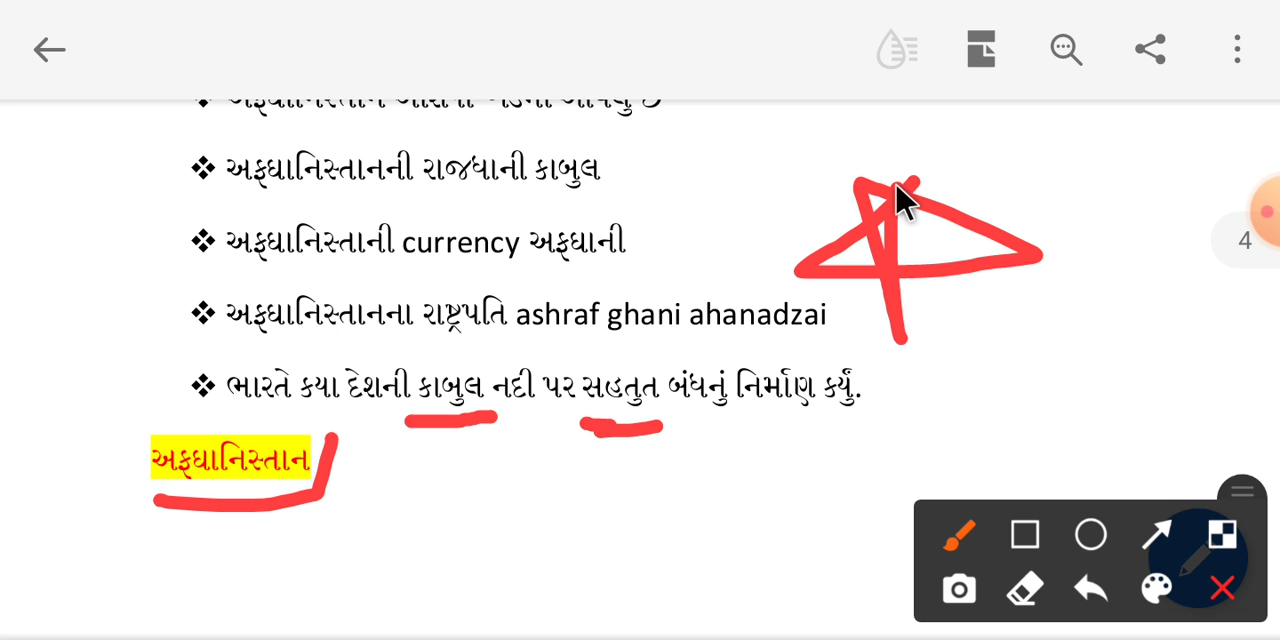 ❖ અફઘાનિસ્તાનની રાજધાની કાબુલ
❖ અફઘાનિસ્તાની currency અફઘાની
4
❖ અફઘાનિસ્તાનના રાષ્ટ્રપતિ ashraf ghani ahanadzai
❖ ભારતે કયા દેશની કાબુલ નદી પર સહતુત બંધનું નિર્માણ કર્યું.
અફઘાનિસ્તાન